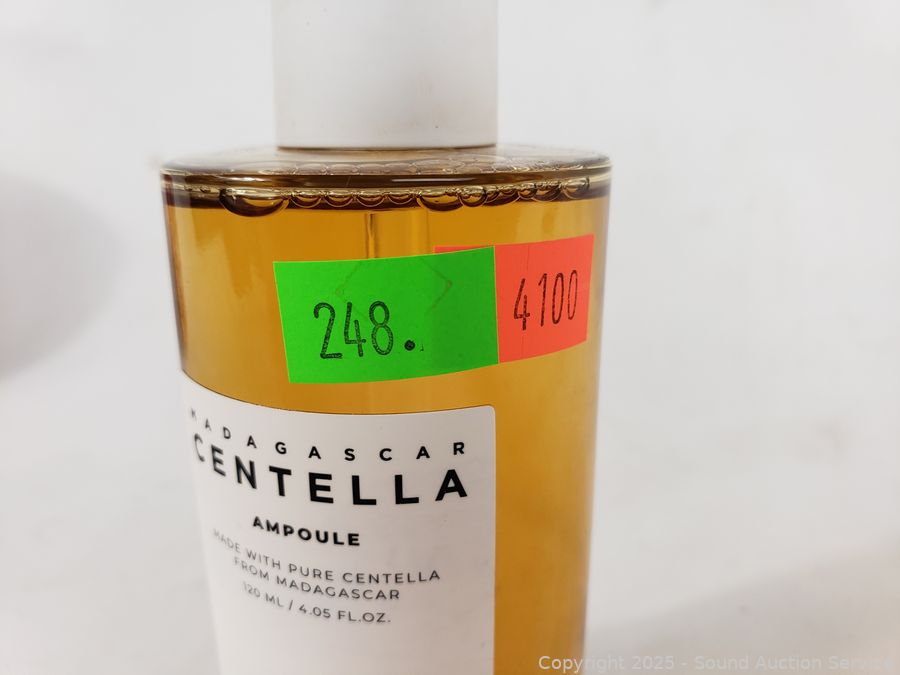 248.
4100
MADAGASCAR
CENTELLA
AMPOULE
MADE WITH PURE CENTELLA
FROM MADAGASCAR
120 ML / 4.05 FL.OZ.
Copyright 2025 - Sound Auction Service